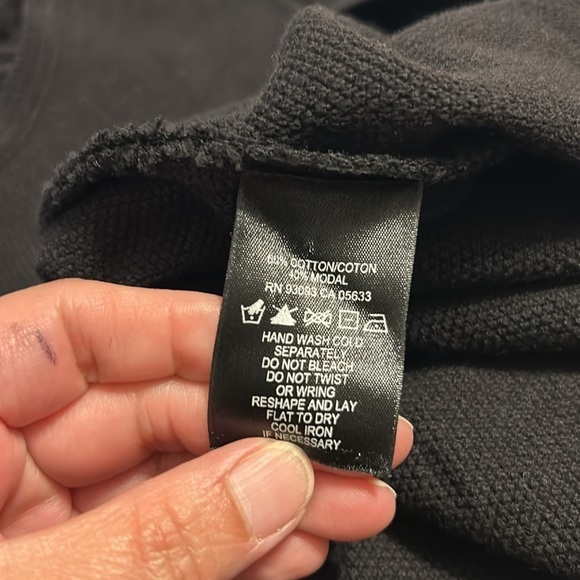 60% COTTON/COTON
40% MODAL
RN 93083 CA 05633
HAND WASH COLD
SEPARATELY
DO NOT BLEACH
DO NOT TWIST
OR WRING
RESHAPE AND LAY
FLAT TO DRY
COOL IRON
IF NECESSARY